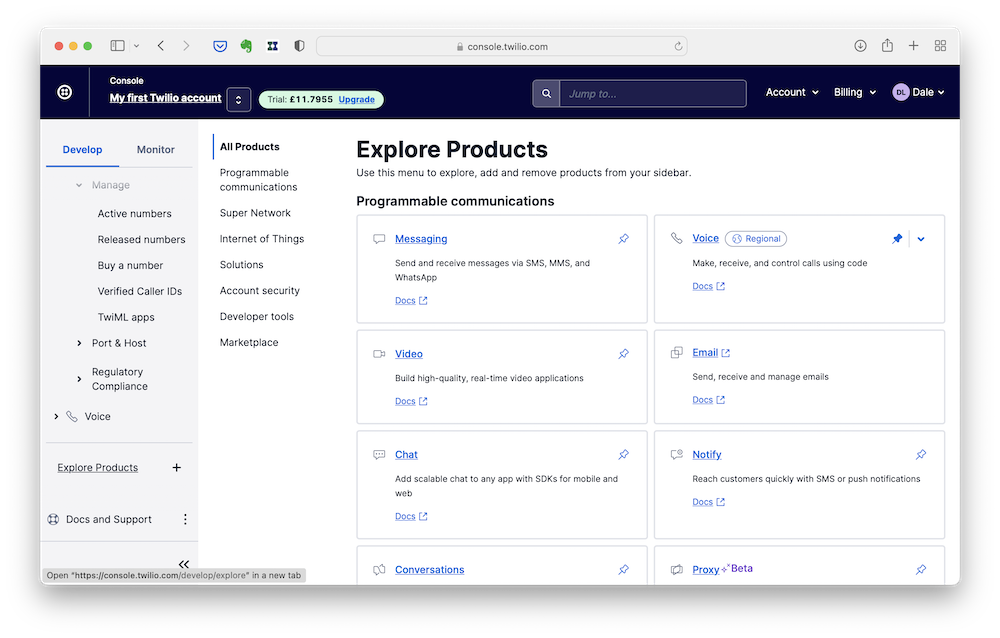 console.twilio.com
Console
My first Twilio account
Trial: £11.7955 Upgrade
Jump to...
Account
Billing
DL Dale
Develop
Monitor
Manage
Active numbers
Released numbers
Buy a number
Verified Caller IDs
TwiML apps
Port & Host
Regulatory
Compliance
Voice
Explore Products
Docs and Support
Open "https://console.twilio.com/develop/explore" in a new tab
All Products
Programmable
communications
Super Network
Internet of Things
Solutions
Account security
Developer tools
Marketplace
Explore Products
Use this menu to explore, add and remove products from your sidebar.
Programmable communications
Messaging
Send and receive messages via SMS, MMS, and
WhatsApp
Docs
Voice Regional
Make, receive, and control calls using code
Docs
Video
Build high-quality, real-time video applications
Docs
Email
Send, receive and manage emails
Docs
Chat
Add scalable chat to any app with SDKs for mobile and
web
Docs
Notify
Reach customers quickly with SMS or push notifications
Docs
Conversations
Proxy Beta